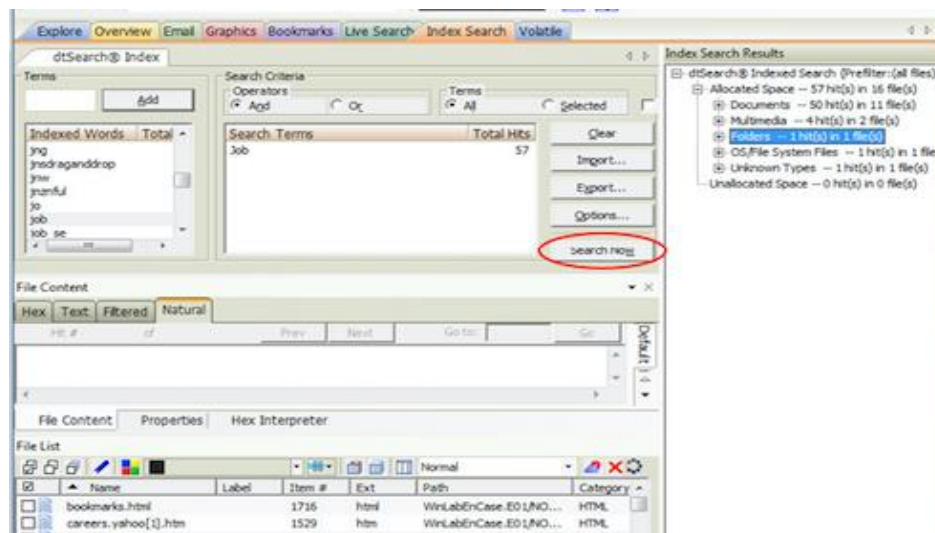 Explore Overview Email Graphics Bookmarks Live Search Index Search Volatile
dtSearch® Index
Terms
Add
Indexed Words Total
jng
jnsdraganddrop
jnw
jo
job
job se
Search Criteria
Operators
And Or
Terms
All Selected
Search Terms Total Hits
Job 57
Clear
Import...
Export...
Options...
Search Now
Index Search Results
dtSearch® Indexed Search (Prefilter:(all files)
Allocated Space -- 57 hit(s) in 16 file(s)
Documents -- 50 hit(s) in 11 file(s)
Multimedia -- 4 hit(s) in 2 file(s)
Folders -- 1 hit(s) in 1 file(s)
OS/File System Files -- 1 hit(s) in 1 file
Unknown Types -- 1 hit(s) in 1 file(s)
Unallocated Space -- 0 hit(s) in 0 file(s)
File Content
Hex Text Filtered Natural
Hit # of Prev Next Go to: Go
Default
File Content Properties Hex Interpreter
File List
Normal
Name Label Item # Ext Path Category
bookmarks.html 1716 html WinLabEnCase.E01/NO... HTML
careers.yahoo[1].htm 1529 htm WinLabEnCase.E01/NO... HTML